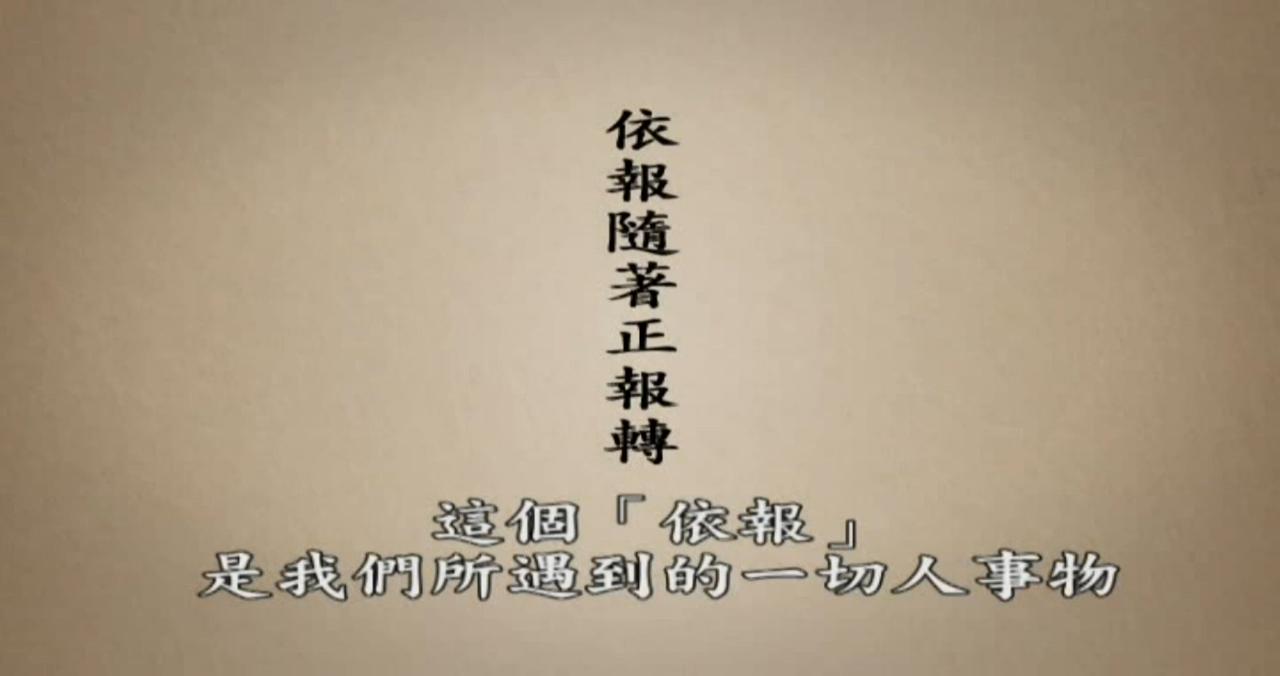 依報隨著正報轉
這個「依報」
是我們所遇到的一切人事物